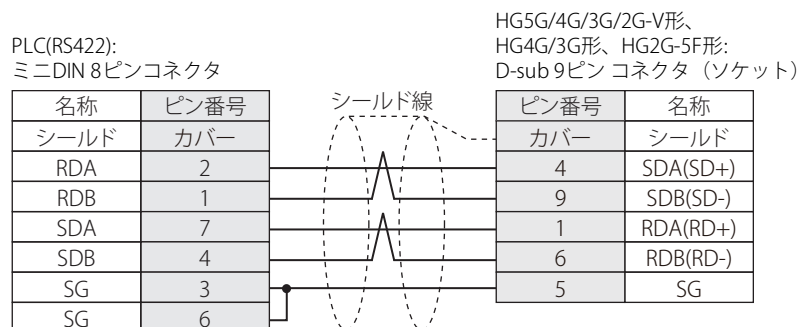 PLC(RS422):
ミニDIN 8ピンコネクタ
HG5G/4G/3G/2G-V形、
HG4G/3G形、HG2G-5F形:
D-sub 9ピン コネクタ（ソケット）
名称 ピン番号 シールド線 ピン番号 名称
シールド カバー カバー シールド
RDA 2 4 SDA(SD+)
RDB 1 9 SDB(SD-)
SDA 7 1 RDA(RD+)
SDB 4 6 RDB(RD-)
SG 3 5 SG
SG 6